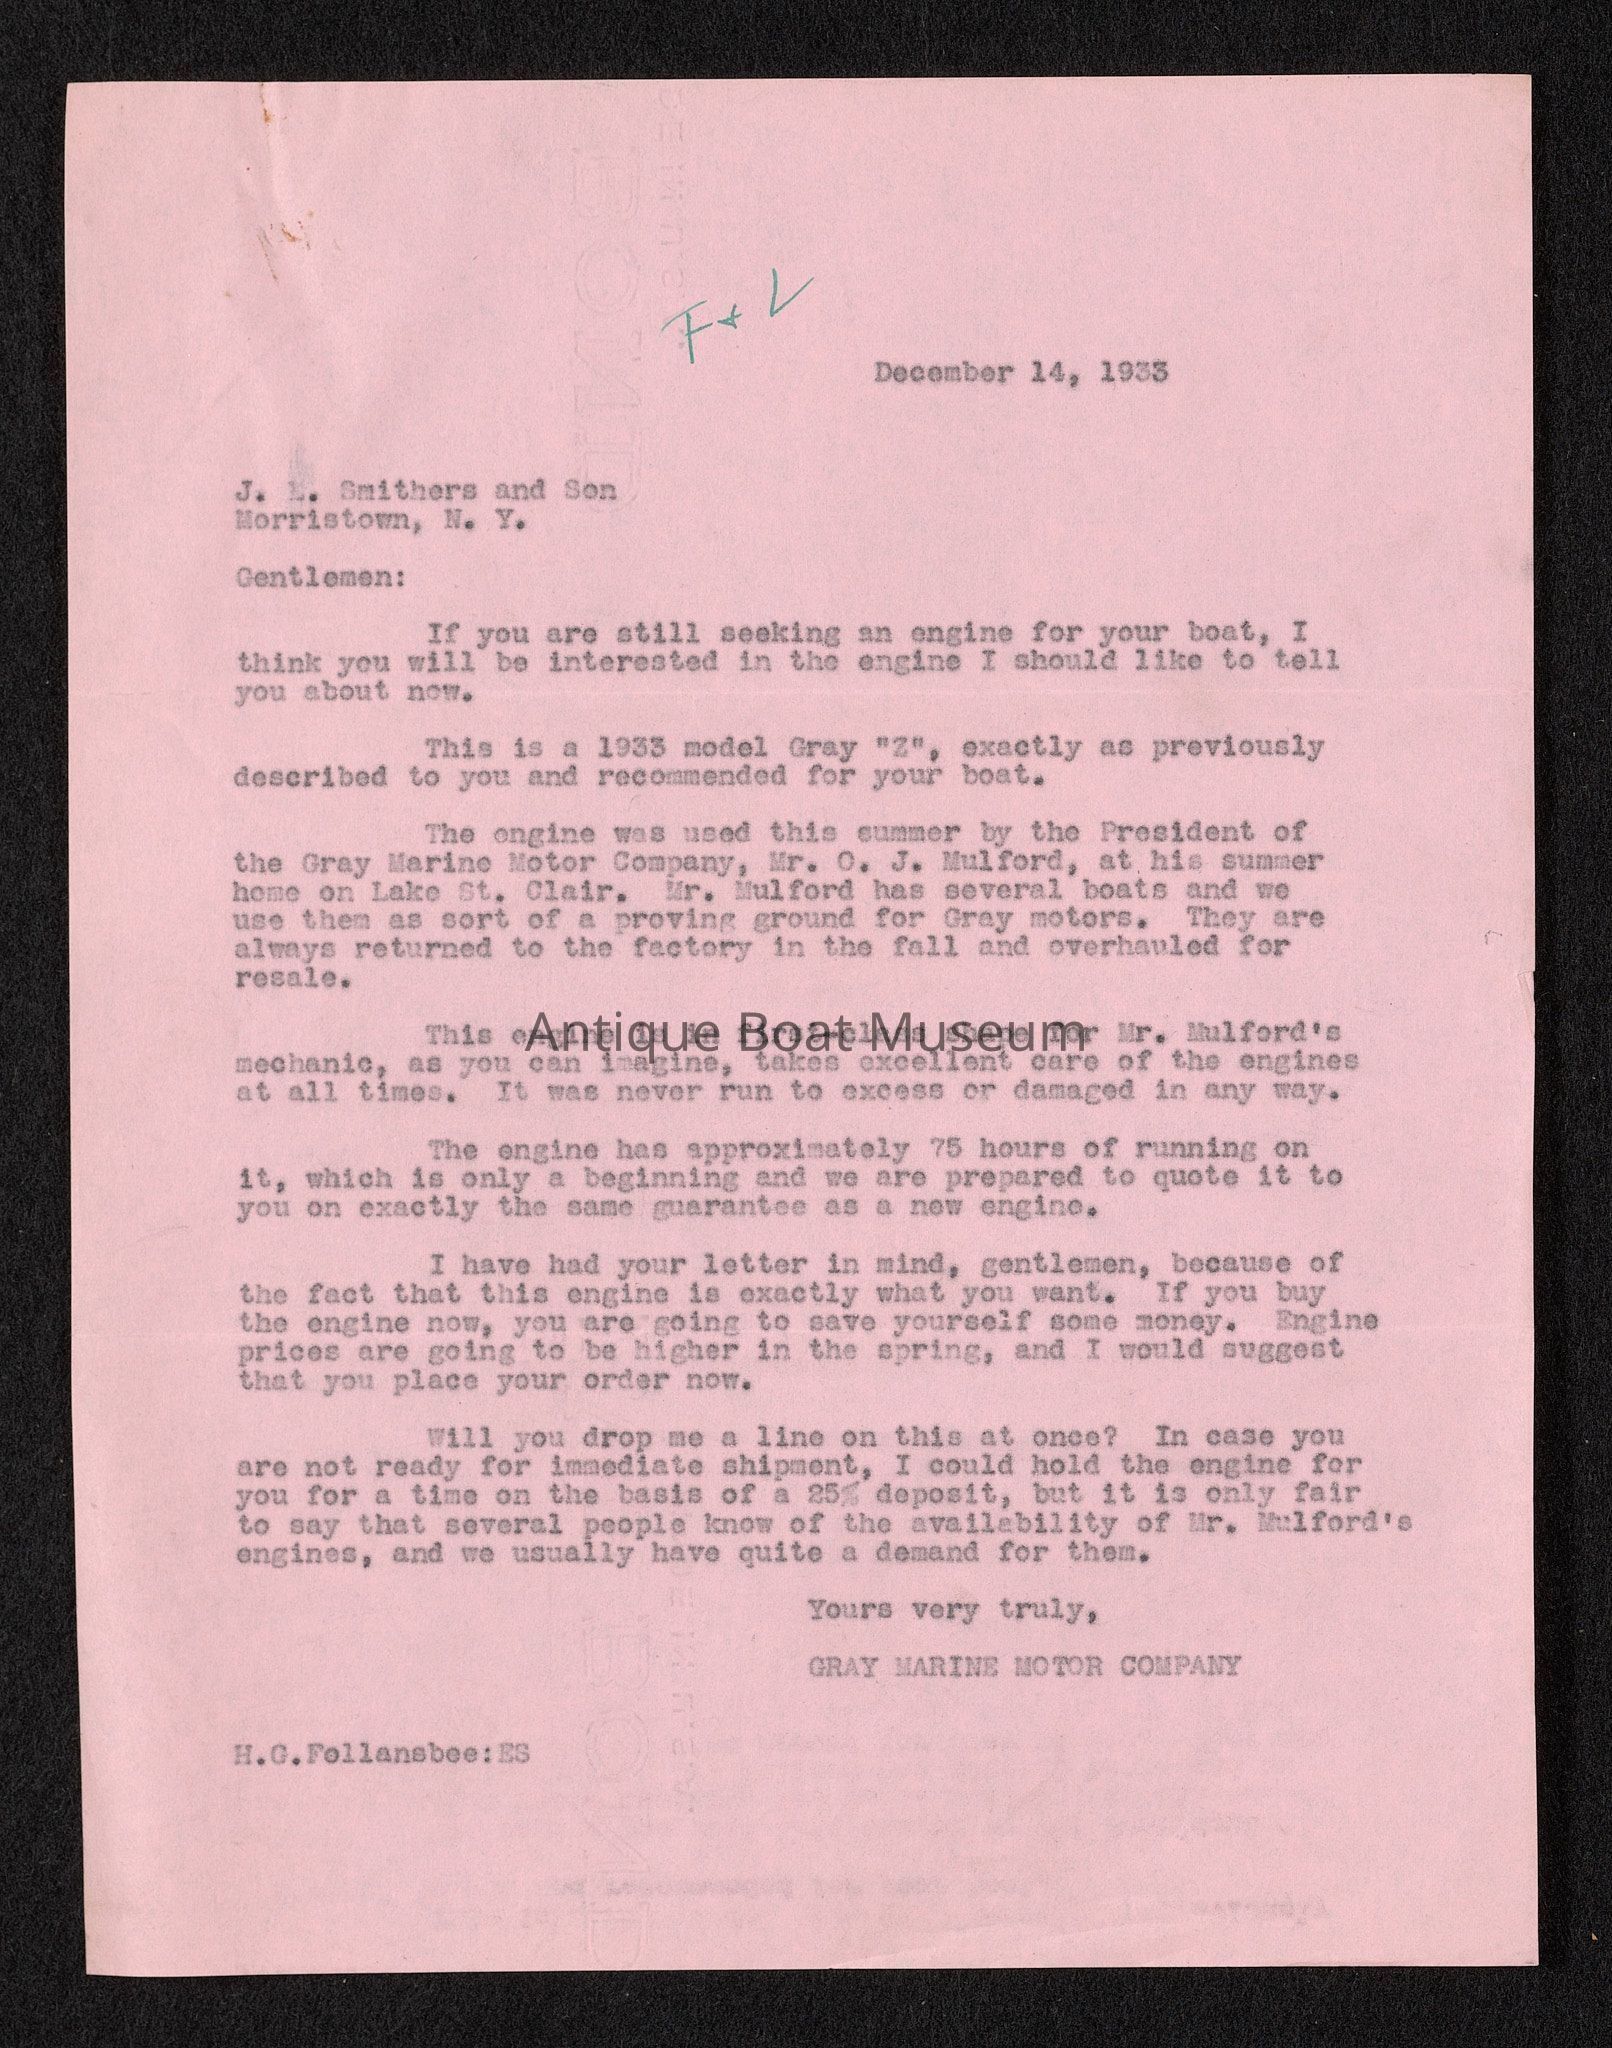 F & L
December 14, 1933
J. L. Smithers and Son
Morristown, N. Y.
Gentlemen:
If you are still seeking an engine for your boat, I
think you will be interested in the engine I should like to tell
you about now.
This is a 1933 model Gray "Z", exactly as previously
described to you and recommended for your boat.
The engine was used this summer by the President of
the Gray Marine Motor Company, Mr. O. J. Mulford, at his summer
home on Lake St. Clair. Mr. Mulford has several boats and we
use them as sort of a proving ground for Gray motors. They are
always returned to the factory in the fall and overhauled for
resale.
This engine is in first-class shape for Mr. Mulford's
Antique Boat Museum
mechanic, as you can imagine, takes excellent care of the engines
at all times. It was never run to excess or damaged in any way.
The engine has approximately 75 hours of running on
it, which is only a beginning and we are prepared to quote it to
you on exactly the same guarantee as a new engine.
I have had your letter in mind, gentlemen, because of
the fact that this engine is exactly what you want. If you buy
the engine now, you are going to save yourself some money. Engine
prices are going to be higher in the spring, and I would suggest
that you place your order now.
Will you drop me a line on this at once? In case you
are not ready for immediate shipment, I could hold the engine for
you for a time on the basis of a 25% deposit, but it is only fair
to say that several people know of the availability of Mr. Mulford's
engines, and we usually have quite a demand for them.
Yours very truly,
GRAY MARINE MOTOR COMPANY
H.G.Follansbee:ES